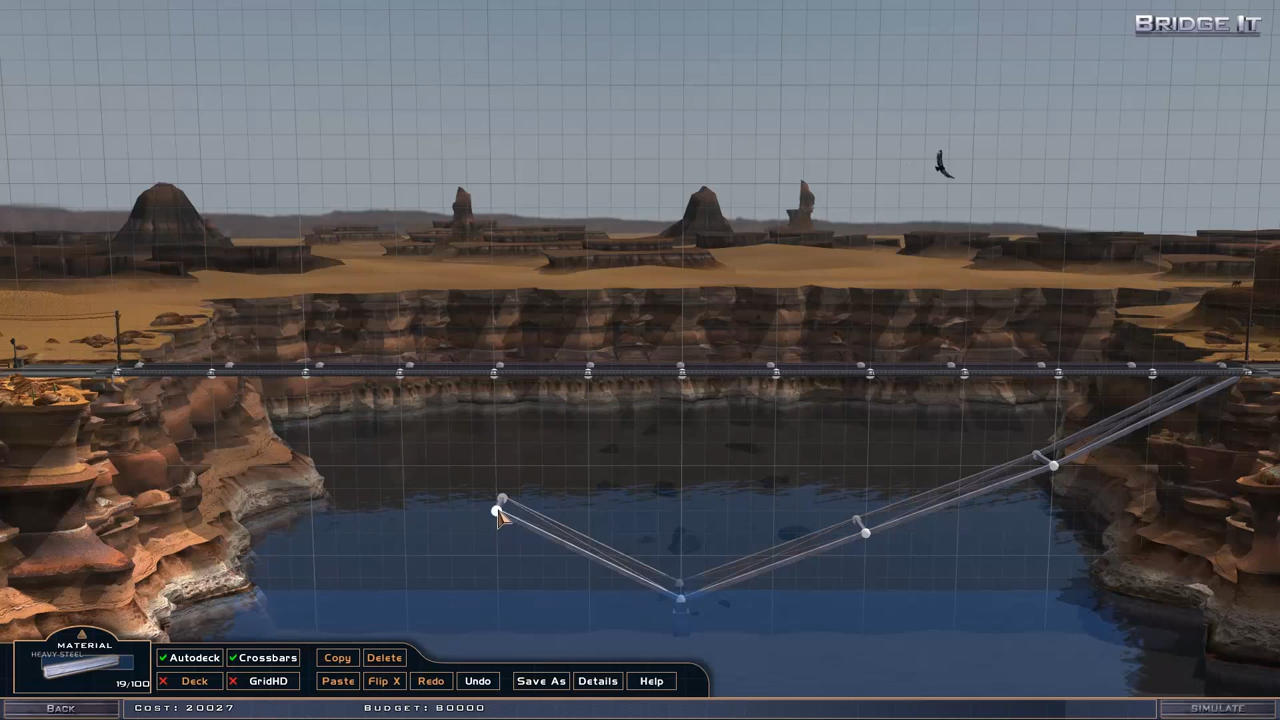 BRIDGE IT
MATERIAL
HEAVY STEEL
19/100
Autodeck
Crossbars
Copy
Delete
Deck
GridHD
Paste
Flip X
Redo
Undo
Save As
Details
Help
BACK
COST: 20027
BUDGET: 80000
SIMULATE